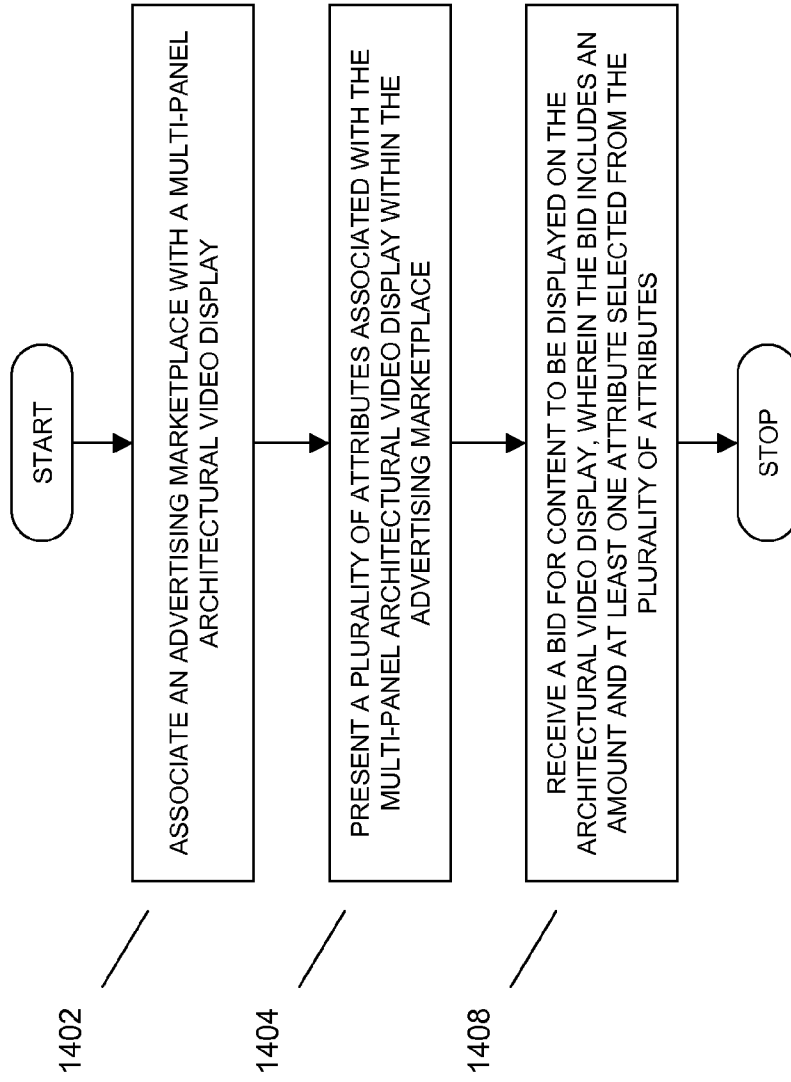 START
1402
ASSOCIATE AN ADVERTISING MARKETPLACE WITH A MULTI-PANEL
ARCHITECTURAL VIDEO DISPLAY
1404
PRESENT A PLURALITY OF ATTRIBUTES ASSOCIATED WITH THE
MULTI-PANEL ARCHITECTURAL VIDEO DISPLAY WITHIN THE
ADVERTISING MARKETPLACE
1408
RECEIVE A BID FOR CONTENT TO BE DISPLAYED ON THE
ARCHITECTURAL VIDEO DISPLAY, WHEREIN THE BID INCLUDES AN
AMOUNT AND AT LEAST ONE ATTRIBUTE SELECTED FROM THE
PLURALITY OF ATTRIBUTES
STOP